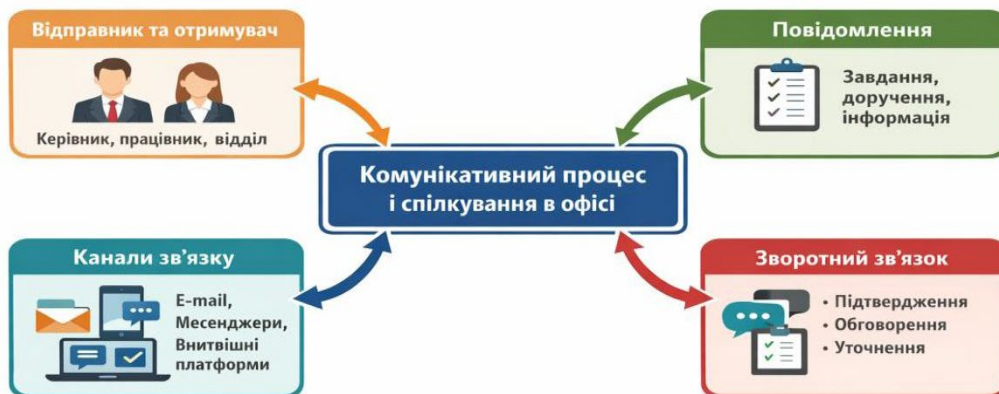 Відправник та отримувач
Керівник, працівник, відділ
Повідомлення
Завдання,
доручення,
інформація
Комунікативний процес
і спілкування в офісі
Канали зв'язку
E-mail,
Месенджери,
Внитвішні
платформи
Зворотний зв'язок
• Підтвердження
• Обговорення
• Уточнення